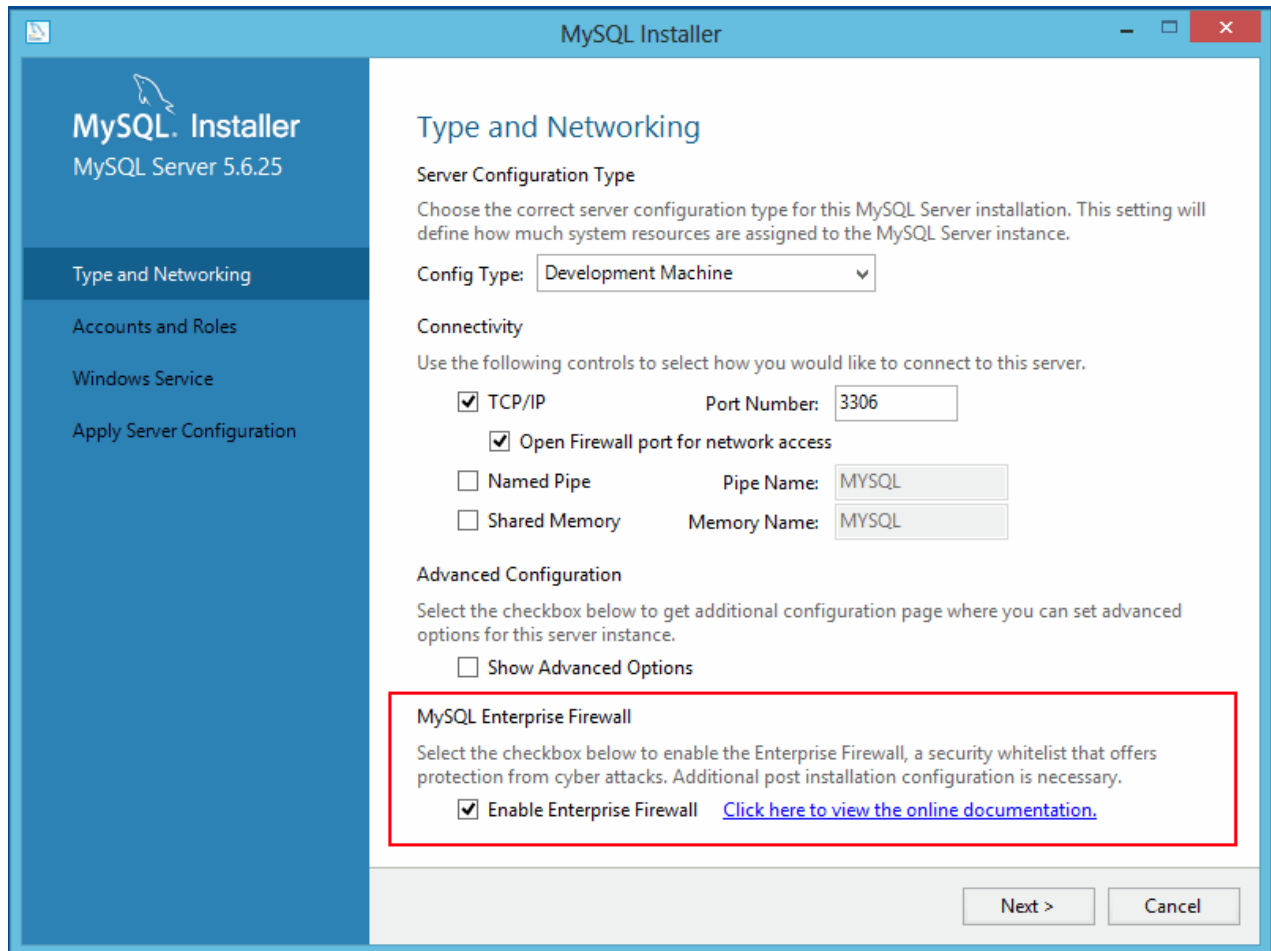 MySQL Installer
MySQL. Installer
MySQL Server 5.6.25
Type and Networking
Accounts and Roles
Windows Service
Apply Server Configuration
Type and Networking
Server Configuration Type
Choose the correct server configuration type for this MySQL Server installation. This setting will
define how much system resources are assigned to the MySQL Server instance.
Config Type: Development Machine
Connectivity
Use the following controls to select how you would like to connect to this server.
TCP/IP Port Number: 3306
Open Firewall port for network access
Named Pipe Pipe Name: MYSQL
Shared Memory Memory Name: MYSQL
Advanced Configuration
Select the checkbox below to get additional configuration page where you can set advanced
options for this server instance.
Show Advanced Options
MySQL Enterprise Firewall
Select the checkbox below to enable the Enterprise Firewall, a security whitelist that offers
protection from cyber attacks. Additional post installation configuration is necessary.
Enable Enterprise Firewall Click here to view the online documentation.
Next > Cancel